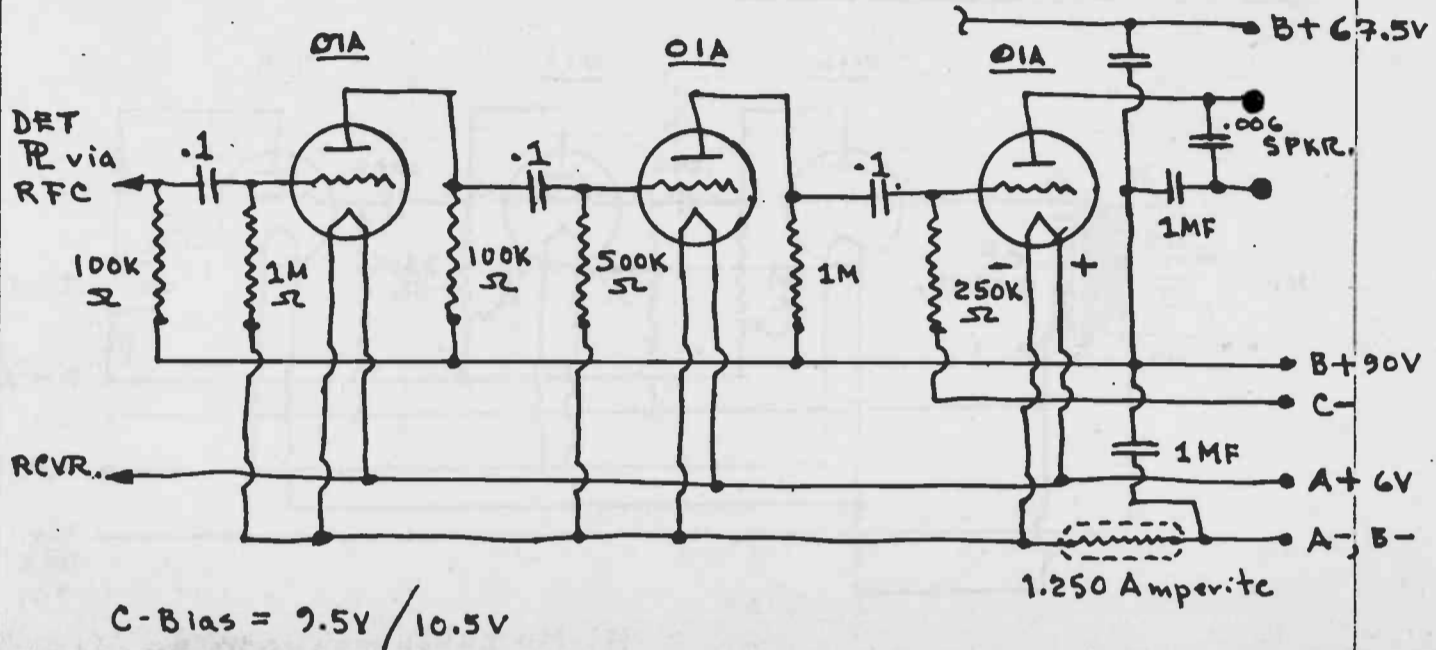 B+ 67.5V
01A
01A
01A
DET
PL via
RFC
.1
.1
.1
.006
SPKR.
1MF
100K
Ω
1M
Ω
100K
Ω
500K
Ω
1M
250K
Ω
-
+
B+ 90V
C-
RCVR.
1MF
A+ 6V
A-, B-
1.250 Amperite
C-Bias = 9.5V / 10.5V